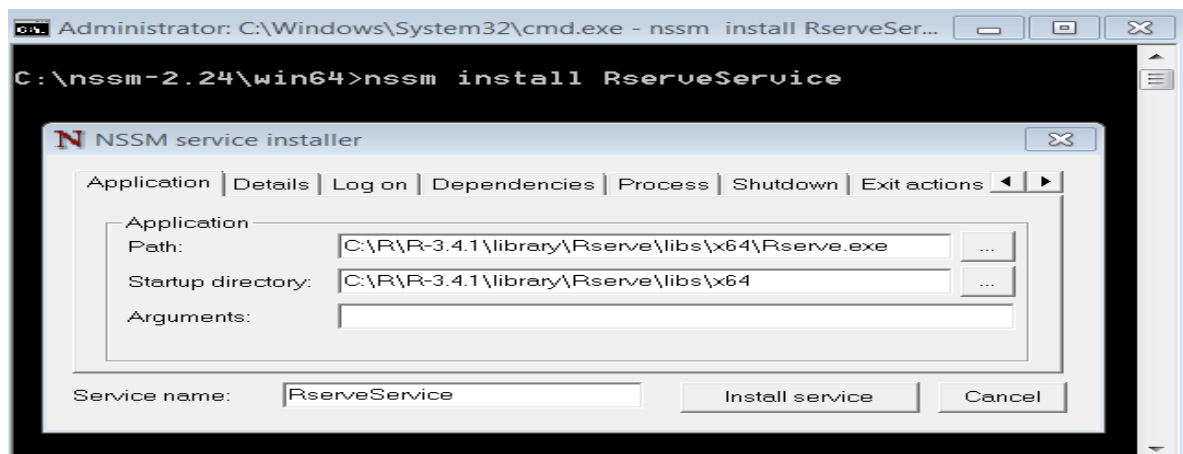 Administrator: C:\Windows\System32\cmd.exe - nssm  install RserveSer...
C:\nssm-2.24\win64>nssm install RserveService
NSSM service installer
Application Details Log on Dependencies Process Shutdown Exit actions
Application
Path: C:\R\R-3.4.1\library\Rserve\libs\x64\Rserve.exe ...
Startup directory: C:\R\R-3.4.1\library\Rserve\libs\x64 ...
Arguments:
Service name: RserveService Install service Cancel